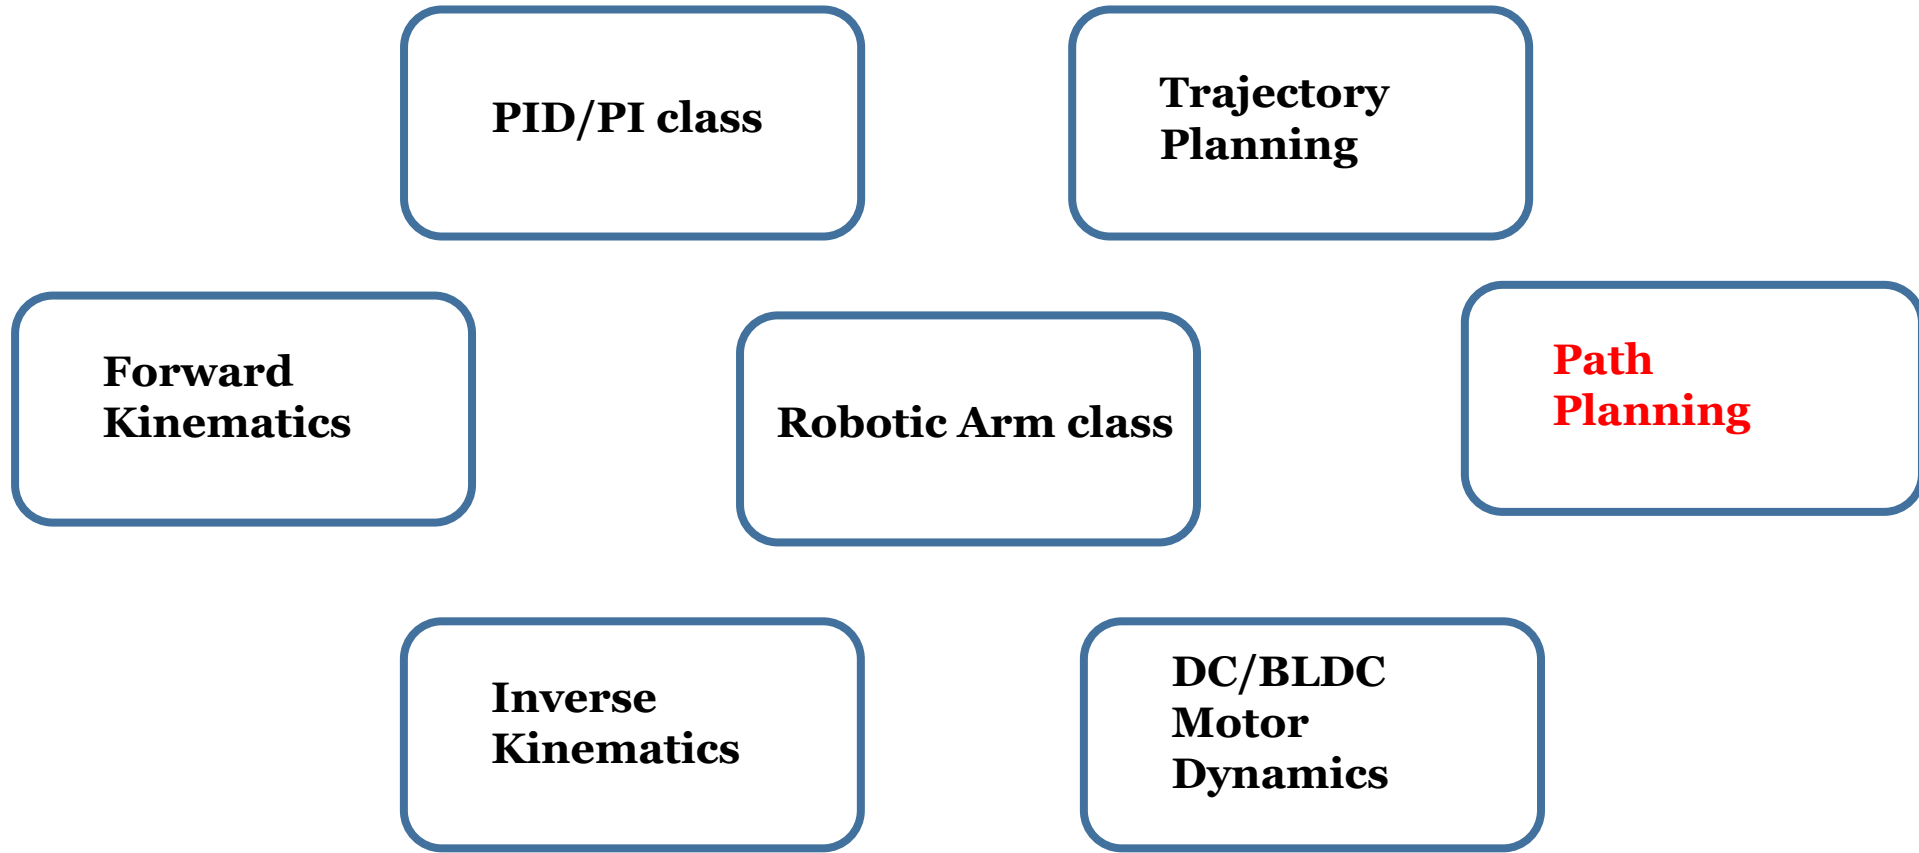 PID/PI class
Trajectory
Planning
Forward
Kinematics
Robotic Arm class
Path
Planning
Inverse
Kinematics
DC/BLDC
Motor
Dynamics